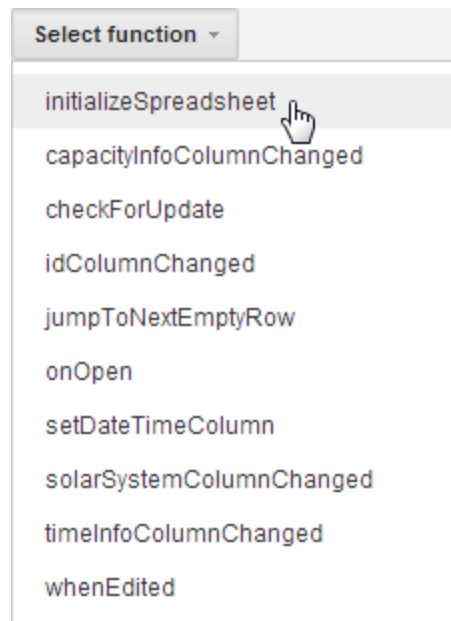 Select function
initializeSpreadsheet
capacityInfoColumnChanged
checkForUpdate
idColumnChanged
jumpToNextEmptyRow
onOpen
setDateTimeColumn
solarSystemColumnChanged
timeInfoColumnChanged
whenEdited